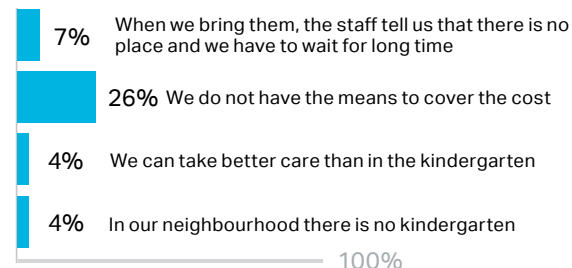 7% When we bring them, the staff tell us that there is no
place and we have to wait for long time
26% We do not have the means to cover the cost
4% We can take better care than in the kindergarten
4% In our neighbourhood there is no kindergarten
100%